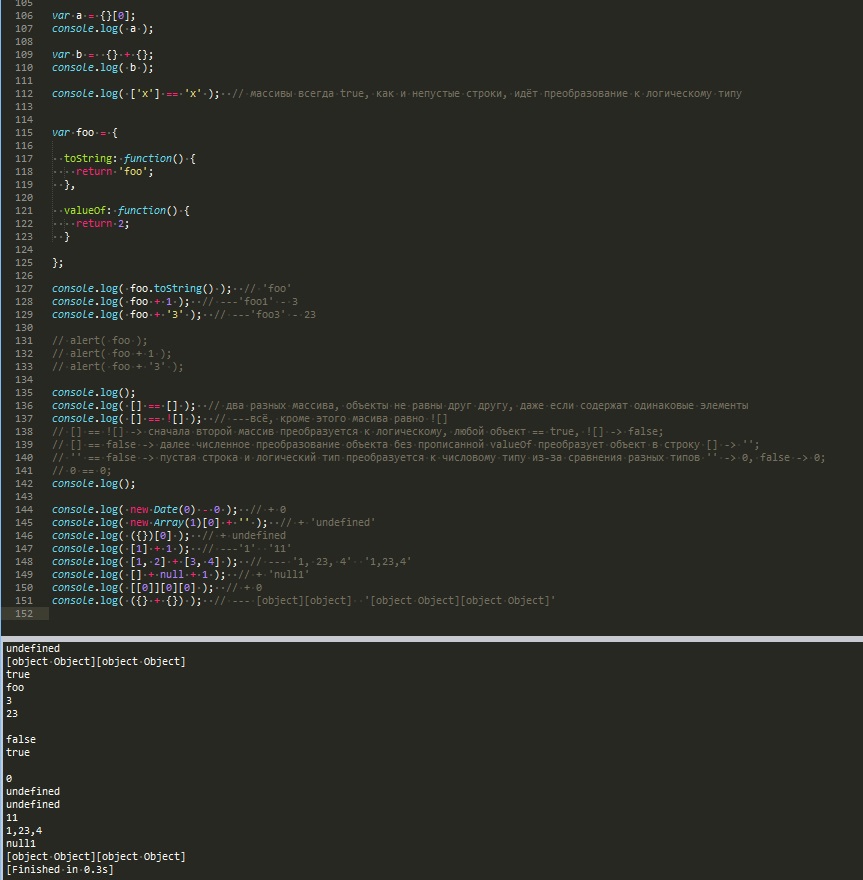 105
106 var a = {}[0];
107 console.log( a );
108
109 var b = {} + {};
110 console.log( b );
111
112 console.log( ['x'] == 'x' );  // массивы всегда true, как и непустые строки, идёт преобразование к логическому типу
113
114
115 var foo = {
116
117   toString: function() {
118     return 'foo';
119   },
120
121   valueOf: function() {
122     return 2;
123   }
124
125 };
126
127 console.log( foo.toString() );  // 'foo'
128 console.log( foo + 1 );  // ---'foo1' - 3
129 console.log( foo + '3' );  // ---'foo3' - 23
130
131 // alert( foo );
132 // alert( foo + 1 );
133 // alert( foo + '3' );
134
135 console.log();
136 console.log( [] == [] );  // два разных массива, объекты не равны друг другу, даже если содержат одинаковые элементы
137 console.log( [] == ![] );  // ---всё, кроме этого масива равно ![]
138 // [] == ![] -> сначала второй массив преобразуется к логическому, любой объект == true, ![] -> false;
139 // [] == false -> далее численное преобразование объекта без прописанной valueOf преобразует объект в строку [] -> '';
140 // '' == false -> пустая строка и логический тип преобразуется к числовому типу из-за сравнения разных типов '' -> 0, false -> 0;
141 // 0 == 0;
142 console.log();
143
144 console.log( new Date(0) - 0 );  // + 0
145 console.log( new Array(1)[0] + '' );  // + 'undefined'
146 console.log( ({})[0] );  // + undefined
147 console.log( [1] + 1 );  // ---'1'  '11'
148 console.log( [1, 2] + [3, 4] );  // --- '1, 23, 4'  '1,23,4'
149 console.log( [] + null + 1 );  // + 'null1'
150 console.log( [[0]][0][0] );  // + 0
151 console.log( ({} + {}) );  // --- [object][object]  '[object Object][object Object]'
152
undefined
[object Object][object Object]
true
foo
3
23
false
true
0
undefined
undefined
11
1,23,4
null1
[object Object][object Object]
[Finished in 0.3s]